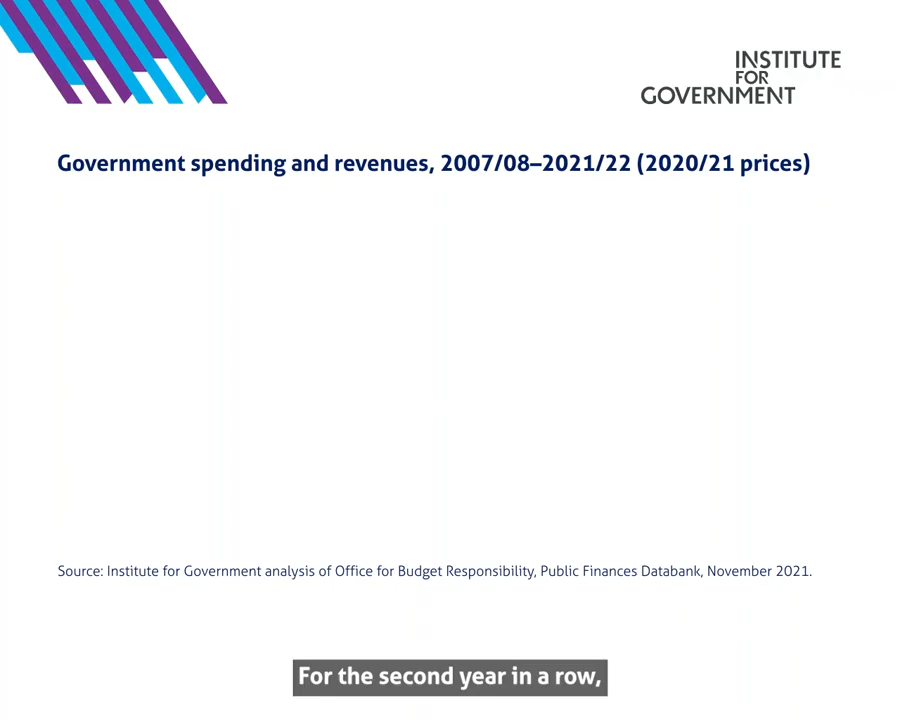 INSTITUTE
FOR
GOVERNMENT
Government spending and revenues, 2007/08–2021/22 (2020/21 prices)
Source: Institute for Government analysis of Office for Budget Responsibility, Public Finances Databank, November 2021.
For the second year in a row,